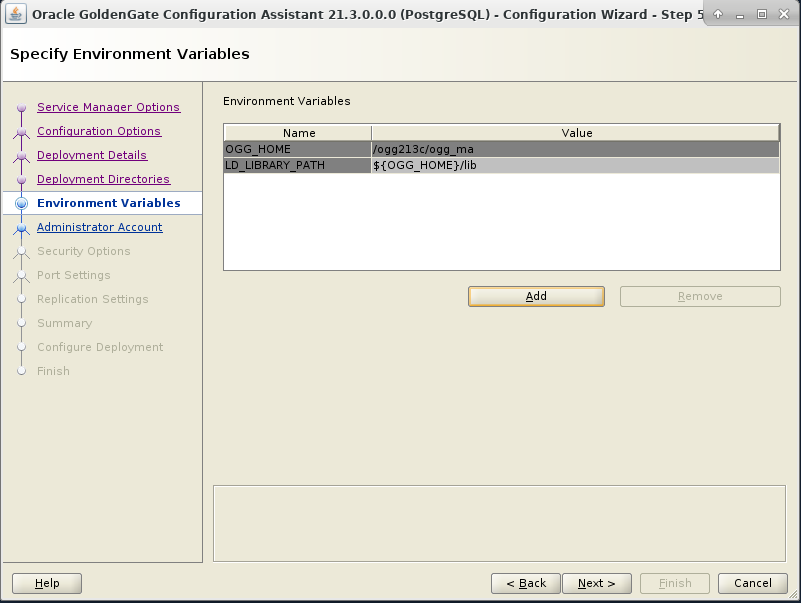 Oracle GoldenGate Configuration Assistant 21.3.0.0.0 (PostgreSQL) - Configuration Wizard - Step 5
Specify Environment Variables
Service Manager Options
Configuration Options
Deployment Details
Deployment Directories
Environment Variables
Administrator Account
Security Options
Port Settings
Replication Settings
Summary
Configure Deployment
Finish
Environment Variables
Name Value
OGG_HOME /ogg213c/ogg_ma
LD_LIBRARY_PATH ${OGG_HOME}/lib
Add Remove
Help < Back Next > Finish Cancel